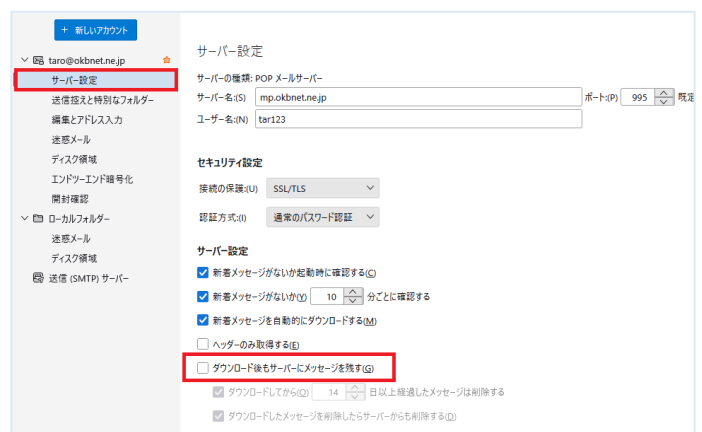 + 新しいアカウント
taro@okbnet.ne.jp
サーバー設定
送信控えと特別なフォルダー
編集とアドレス入力
迷惑メール
ディスク領域
エンドツーエンド暗号化
開封確認
ローカルフォルダー
迷惑メール
ディスク領域
送信 (SMTP) サーバー
サーバー設定
サーバーの種類: POP メールサーバー
サーバー名:(S) mp.okbnet.ne.jp ポート:(P) 995 既定
ユーザー名:(N) tar123
セキュリティ設定
接続の保護:(U) SSL/TLS
認証方式:(I) 通常のパスワード認証
サーバー設定
新着メッセージがないか起動時に確認する(C)
新着メッセージがないか(Y) 10 分ごとに確認する
新着メッセージを自動的にダウンロードする(M)
ヘッダーのみ取得する(E)
ダウンロード後もサーバーにメッセージを残す(G)
ダウンロードしてから(O) 14 日以上経過したメッセージは削除する
ダウンロードしたメッセージを削除したらサーバーからも削除する(D)